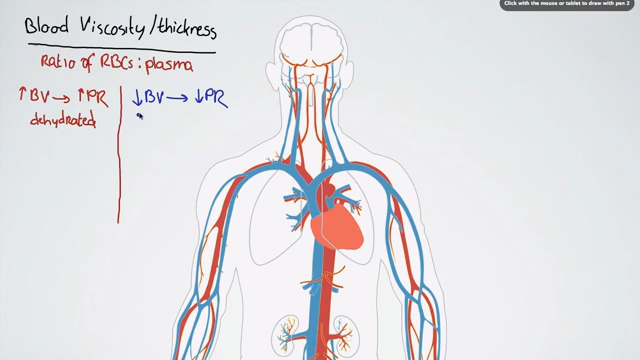 Click with the mouse or tablet to draw with pen 2
Blood Viscosity/thickness
Ratio of RBCs : plasma
↑BV → ↑PR
dehydrated
↓BV → ↓PR